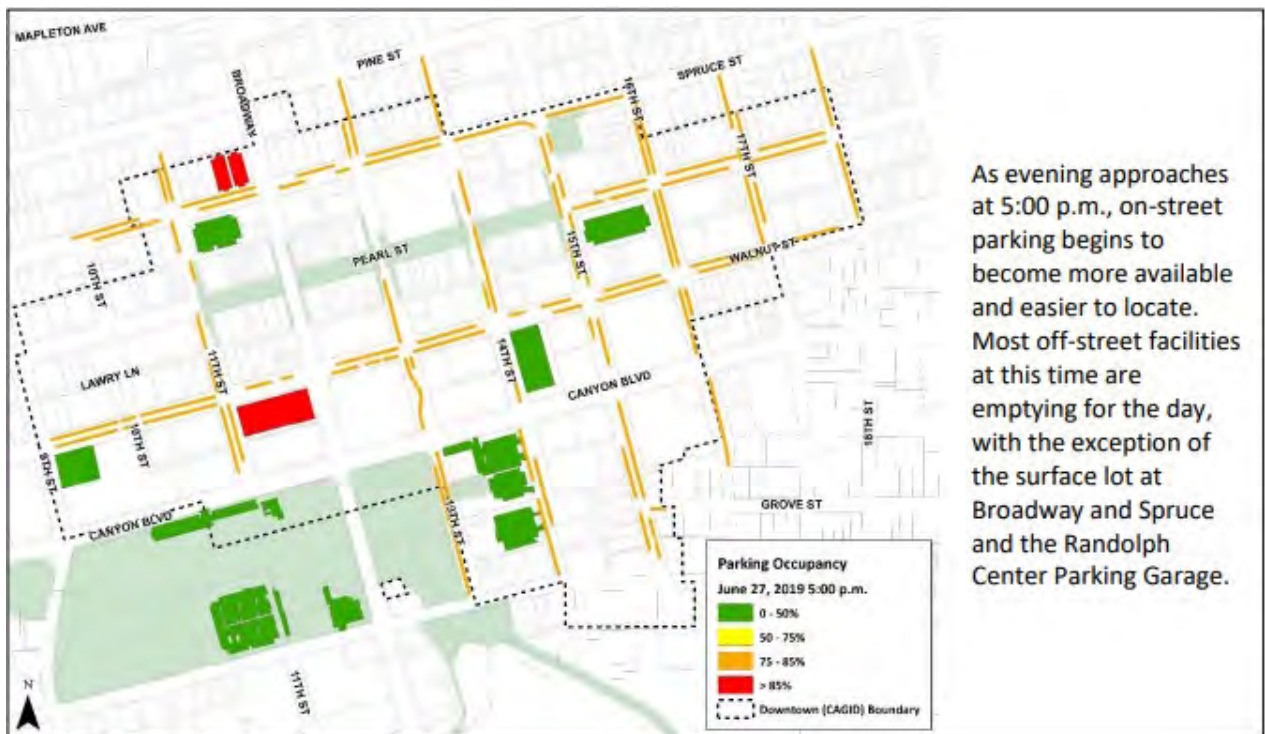 MAPLETON AVE
BROADWAY
PINE ST
16TH ST
SPRUCE ST
17TH ST
10TH ST
PEARL ST
15TH ST
WALNUT ST
LAWRY LN
11TH ST
14TH ST
CANYON BLVD
10TH ST
9TH ST
18TH ST
CANYON BLVD
13TH ST
GROVE ST
11TH ST
N
Parking Occupancy
June 27, 2019 5:00 p.m.
0 - 50%
50 - 75%
75 - 85%
> 85%
Downtown (CAGID) Boundary
As evening approaches
at 5:00 p.m., on-street
parking begins to
become more available
and easier to locate.
Most off-street facilities
at this time are
emptying for the day,
with the exception of
the surface lot at
Broadway and Spruce
and the Randolph
Center Parking Garage.